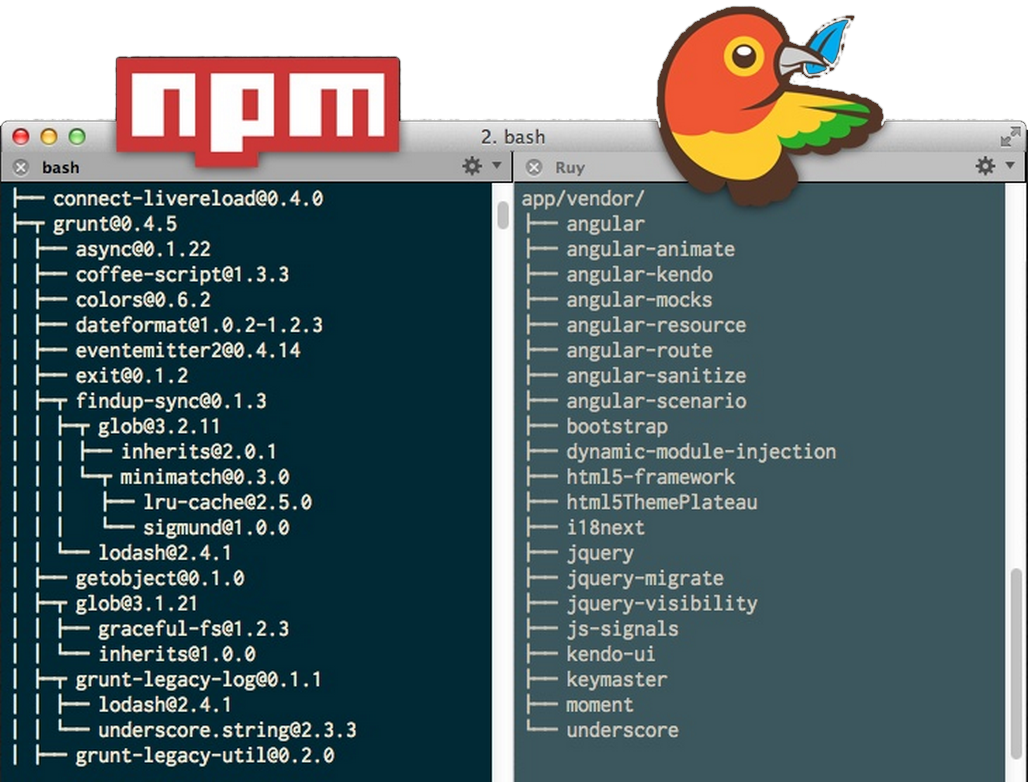 npm
2. bash
bash
Ruy
├── connect-livereload@0.4.0
├─┬ grunt@0.4.5
│ ├── async@0.1.22
│ ├── coffee-script@1.3.3
│ ├── colors@0.6.2
│ ├── dateformat@1.0.2-1.2.3
│ ├── eventemitter2@0.4.14
│ ├── exit@0.1.2
│ ├─┬ findup-sync@0.1.3
│ │ ├─┬ glob@3.2.11
│ │ │ ├── inherits@2.0.1
│ │ │ └─┬ minimatch@0.3.0
│ │ │   ├── lru-cache@2.5.0
│ │ │   └── sigmund@1.0.0
│ │ └── lodash@2.4.1
│ ├── getobject@0.1.0
│ ├─┬ glob@3.1.21
│ │ ├── graceful-fs@1.2.3
│ │ └── inherits@1.0.0
│ ├─┬ grunt-legacy-log@0.1.1
│ │ ├── lodash@2.4.1
│ │ └── underscore.string@2.3.3
│ ├── grunt-legacy-util@0.2.0
app/vendor/
├── angular
├── angular-animate
├── angular-kendo
├── angular-mocks
├── angular-resource
├── angular-route
├── angular-sanitize
├── angular-scenario
├── bootstrap
├── dynamic-module-injection
├── html5-framework
├── html5ThemePlateau
├── i18next
├── jquery
├── jquery-migrate
├── jquery-visibility
├── js-signals
├── kendo-ui
├── keymaster
├── moment
└── underscore